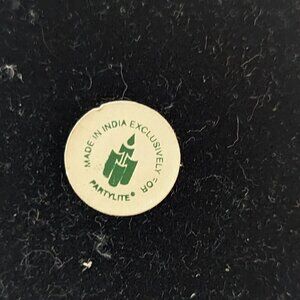 MADE IN INDIA EXCLUSIVELY FOR
PARTYLITE®